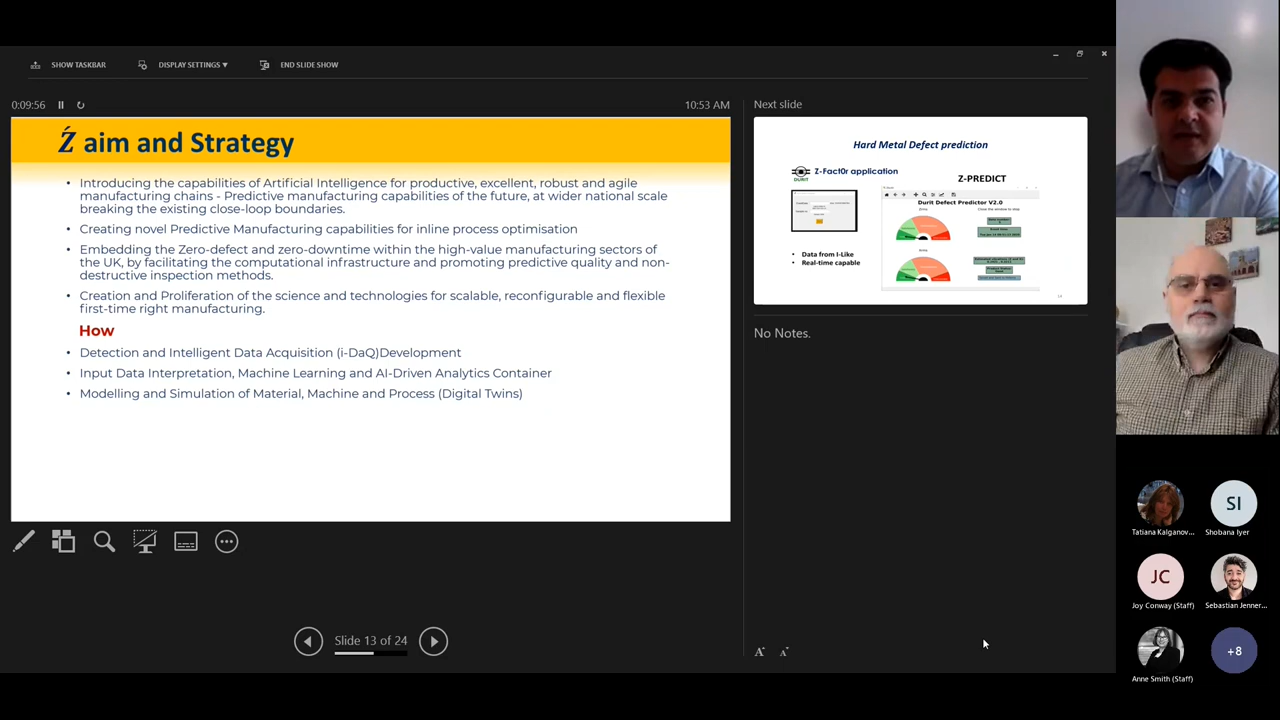 SHOW TASKBAR
DISPLAY SETTINGS ▼
END SLIDE SHOW
0:09:56
10:53 AM
Ź aim and Strategy
• Introducing the capabilities of Artificial Intelligence for productive, excellent, robust and agile
manufacturing chains - Predictive manufacturing capabilities of the future, at wider national scale
breaking the existing close-loop boundaries.
• Creating novel Predictive Manufacturing capabilities for inline process optimisation
• Embedding the Zerodefect and zero-downtime within the high-value manufacturing sectors of
the UK, by facilitating the computational infrastructure and promoting predictive quality and non-
destructive inspection methods.
• Creation and Proliferation of the science and technologies for scalable, reconfigurable and flexible
first-time right manufacturing.
How
• Detection and Intelligent Data Acquisition (i-DaQ)Development
• Input Data Interpretation, Machine Learning and AI-Driven Analytics Container
• Modelling and Simulation of Material, Machine and Process (Digital Twins)
Slide 13 of 24
Next slide
Hard Metal Defect prediction
DURIT
Z-Fact0r application
Z-PREDICT
Durit Defect Predictor V2.0
• Data from I-Like
• Real-time capable
14
No Notes.
A A
SI
Tatiana Kalganov...
Shobana Iyer
JC
Joy Conway (Staff)
Sebastian Jenner...
+8
Anne Smith (Staff)